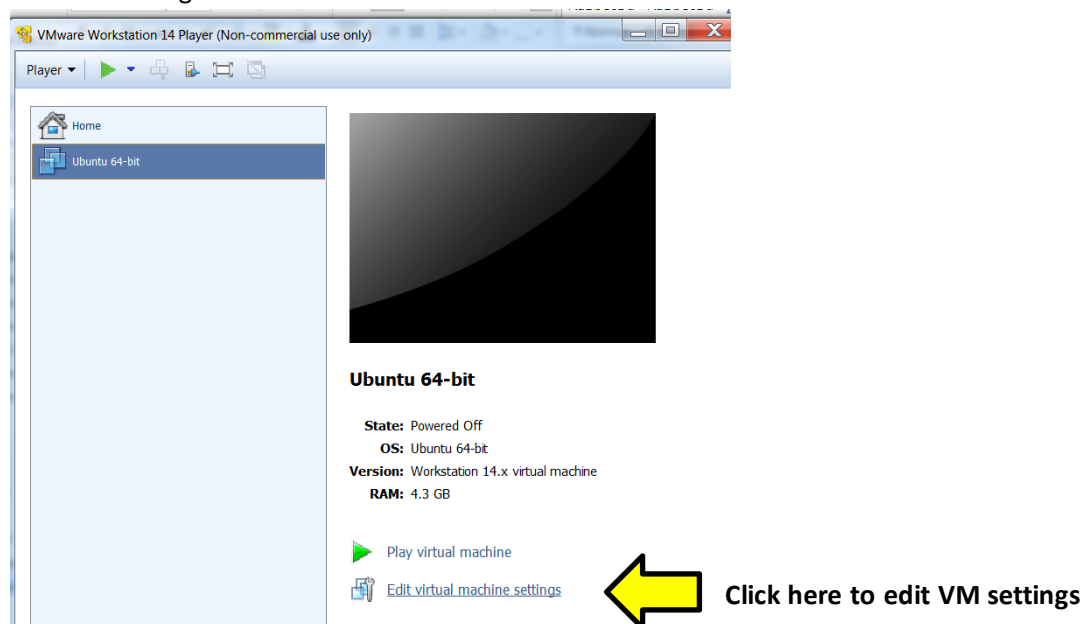 VMware Workstation 14 Player (Non-commercial use only)
Player
Home
Ubuntu 64-bit
Ubuntu 64-bit
State: Powered Off
OS: Ubuntu 64-bit
Version: Workstation 14.x virtual machine
RAM: 4.3 GB
Play virtual machine
Edit virtual machine settings
Click here to edit VM settings